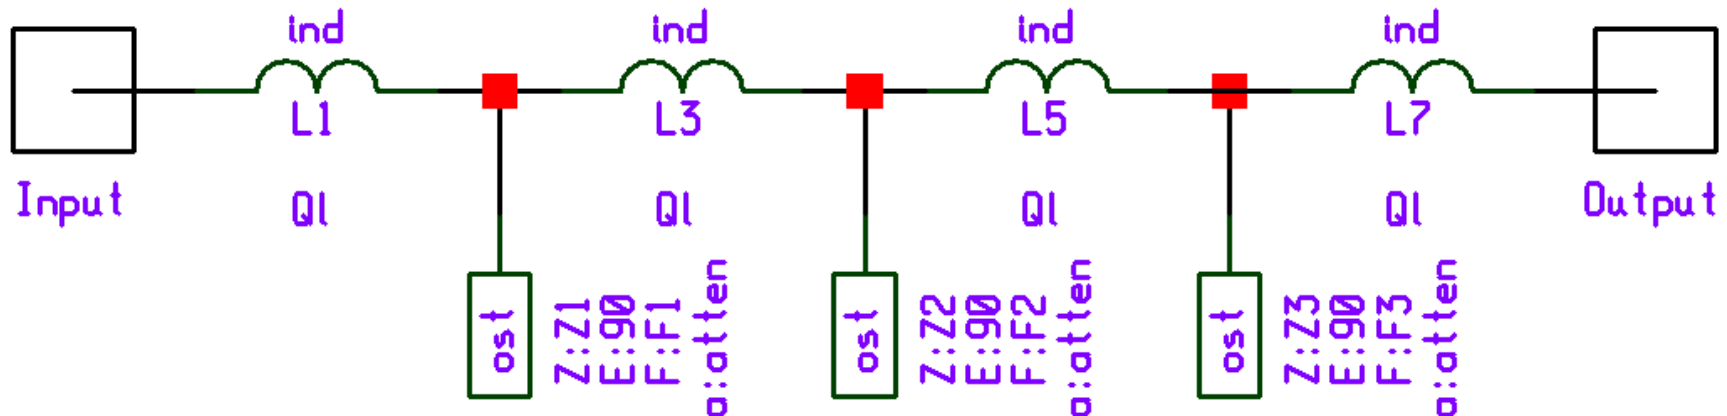 ind
ind
ind
ind
L1
L3
L5
L7
Input
Ql
Ql
Ql
Ql
Output
ost
Z:Z1
E:90
F:F1
a:atten
ost
Z:Z2
E:90
F:F2
a:atten
ost
Z:Z3
E:90
F:F3
a:atten